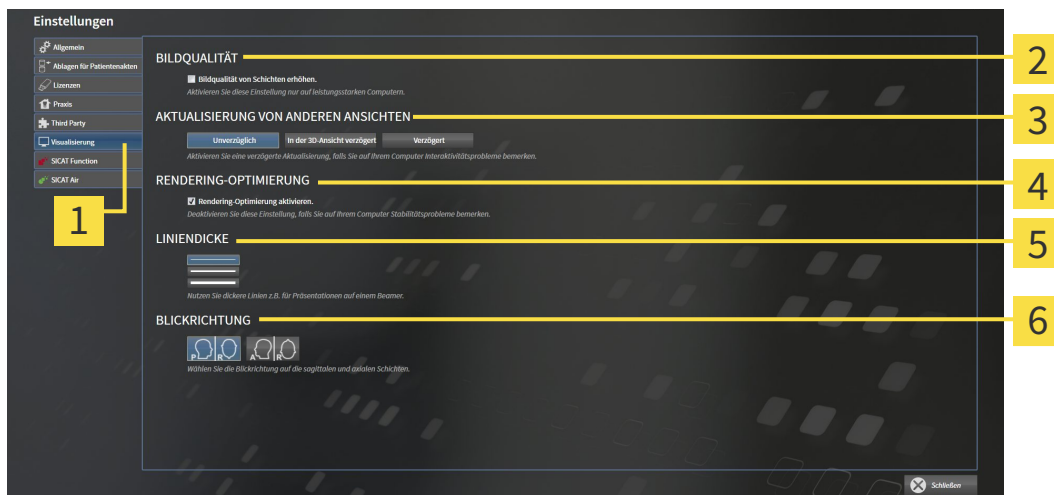 Einstellungen
Allgemein
Ablagen für Patientenakten
Lizenzen
Praxis
Third Party
Visualisierung
SICAT Function
SICAT Air
1
BILDQUALITÄT
2
Bildqualität von Schichten erhöhen.
Aktivieren Sie diese Einstellung nur auf leistungsstarken Computern.
AKTUALISIERUNG VON ANDEREN ANSICHTEN
3
Unverzüglich In der 3D-Ansicht verzögert Verzögert
Aktivieren Sie eine verzögerte Aktualisierung, falls Sie auf Ihrem Computer Interaktivitätsprobleme bemerken.
RENDERING-OPTIMIERUNG
4
Rendering-Optimierung aktivieren.
Deaktivieren Sie diese Einstellung, falls Sie auf Ihrem Computer Stabilitätsprobleme bemerken.
LINIENDICKE
5
Nutzen Sie dickere Linien z.B. für Präsentationen auf einem Beamer.
BLICKRICHTUNG
6
P R A R
Wählen Sie die Blickrichtung auf die sagittalen und axialen Schichten.
Schließen